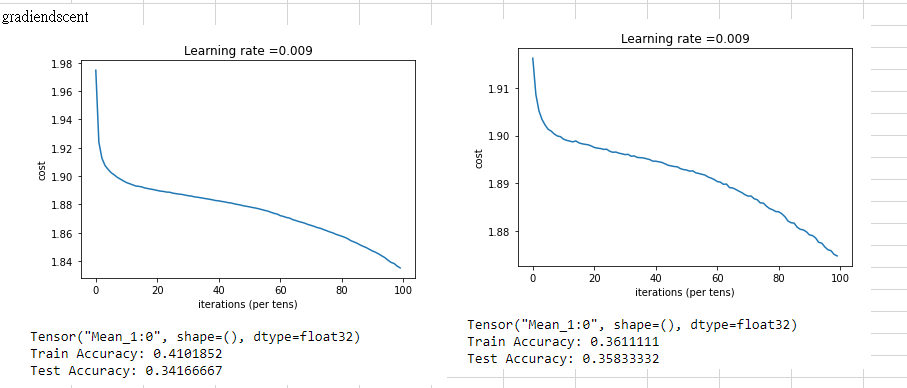 gradiendscent
Learning rate =0.009
1.98
1.96
1.94
1.92
1.90
1.88
1.86
1.84
cost
0
20
40
60
80
100
iterations (per tens)
Tensor("Mean_1:0", shape=(), dtype=float32)
Train Accuracy: 0.4101852
Test Accuracy: 0.34166667
Learning rate =0.009
1.91
1.90
1.89
1.88
cost
0
20
40
60
80
100
iterations (per tens)
Tensor("Mean_1:0", shape=(), dtype=float32)
Train Accuracy: 0.3611111
Test Accuracy: 0.35833332